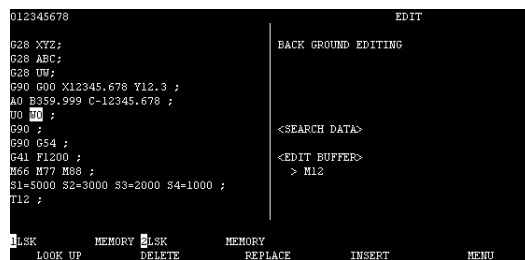 O12345678 EDIT
G28 XYZ; BACK GROUND EDITING
G28 ABC;
G28 UW;
G90 G00 X12345.678 Y12.3 ;
A0 B359.999 C-12345.678 ;
U0 W0 ;
G90 ; <SEARCH DATA>
G90 G54 ;
G41 F1200 ; <EDIT BUFFER>
M66 M77 M88 ; > M12
S1=5000 S2=3000 S3=2000 S4=1000 ;
T12 ;
1LSK MEMORY 2LSK MEMORY
LOOK UP DELETE REPLACE INSERT MENU